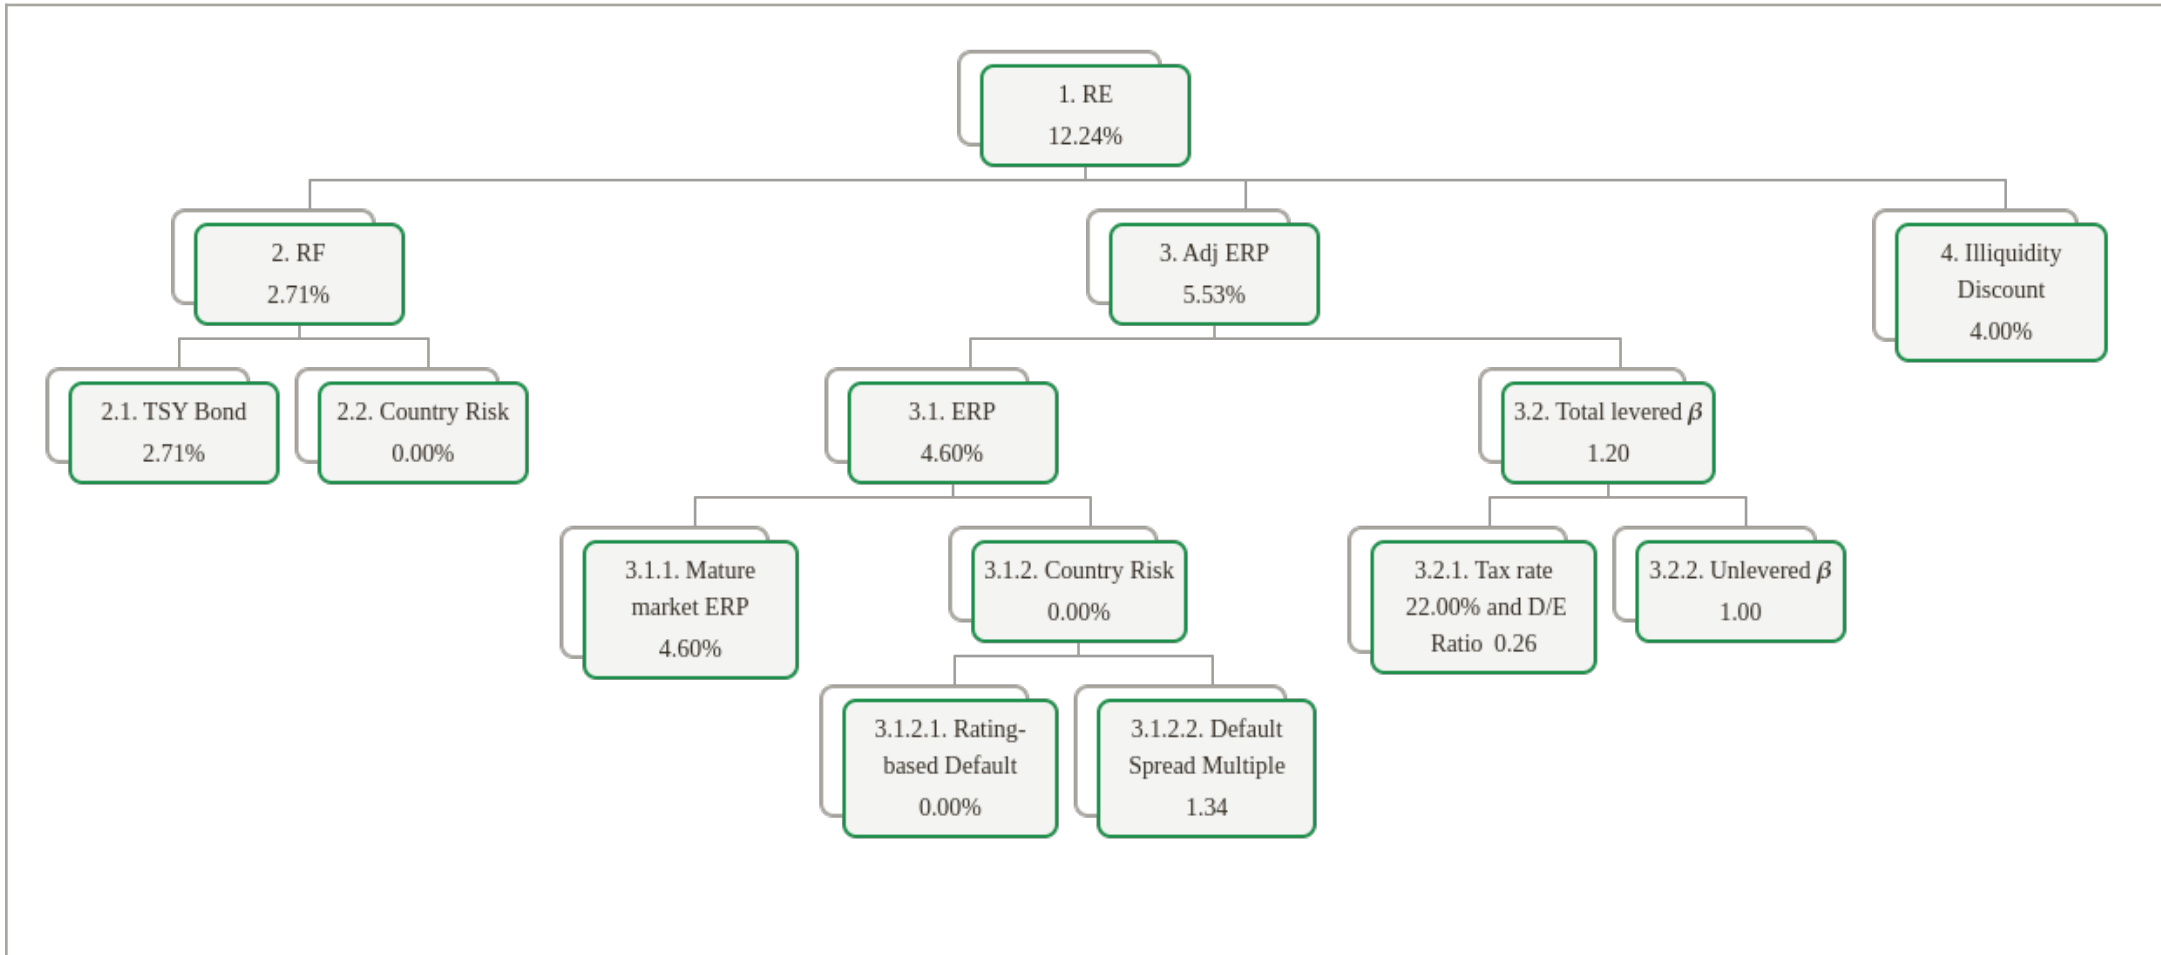 1. RE
12.24%
2. RF
2.71%
3. Adj ERP
5.53%
4. Illiquidity
Discount
4.00%
2.1. TSY Bond
2.71%
2.2. Country Risk
0.00%
3.1. ERP
4.60%
3.2. Total levered β
1.20
3.1.1. Mature
market ERP
4.60%
3.1.2. Country Risk
0.00%
3.2.1. Tax rate
22.00% and D/E
Ratio 0.26
3.2.2. Unlevered β
1.00
3.1.2.1. Rating-
based Default
0.00%
3.1.2.2. Default
Spread Multiple
1.34